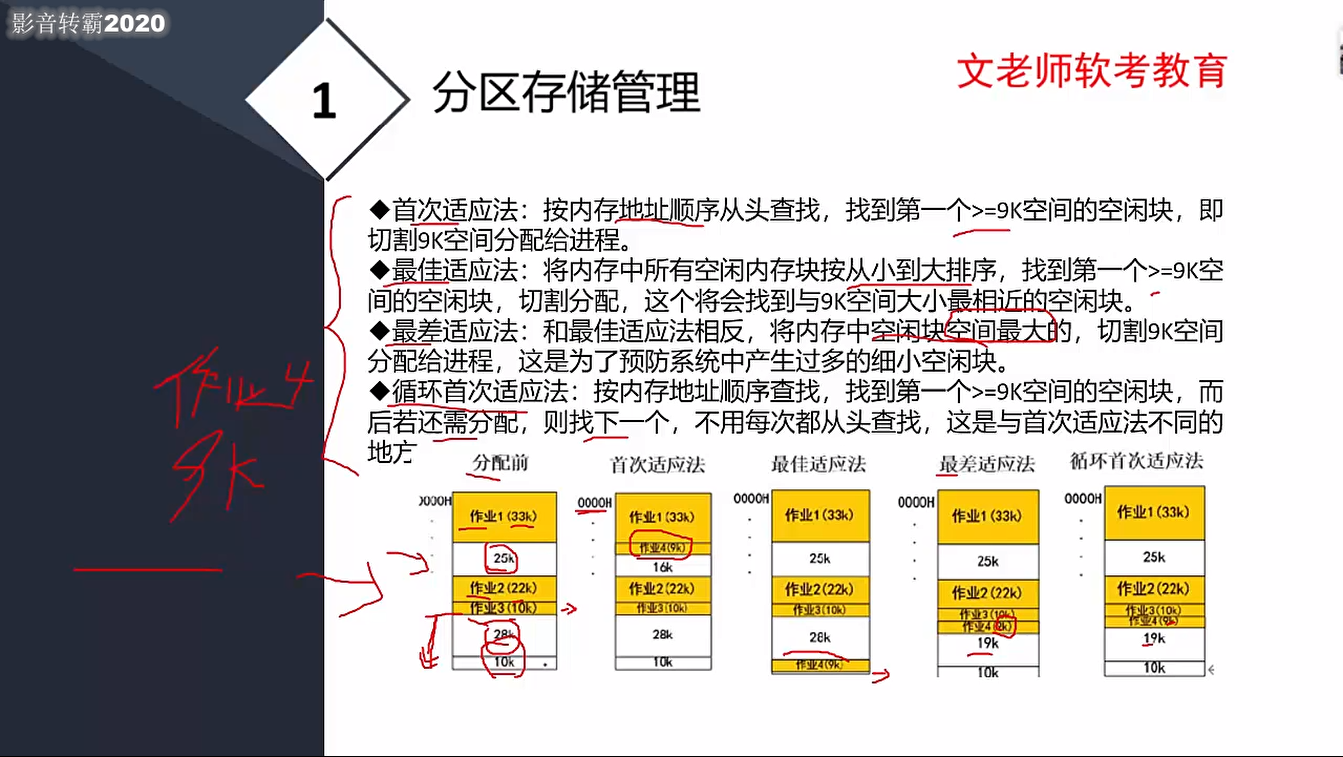 影音转霸2020
1
分区存储管理
文老师软考教育
◆首次适应法：按内存地址顺序从头查找，找到第一个>=9K空间的空闲块，即
切割9K空间分配给进程。
◆最佳适应法：将内存中所有空闲内存块按从小到大排序，找到第一个>=9K空
间的空闲块，切割分配，这个将会找到与9K空间大小最相近的空闲块。
◆最差适应法：和最佳适应法相反，将内存中空闲块空间最大的，切割9K空间
分配给进程，这是为了预防系统中产生过多的细小空闲块。
◆循环首次适应法：按内存地址顺序查找，找到第一个>=9K空间的空闲块，而
后若还需分配，则找下一个，不用每次都从头查找，这是与首次适应法不同的
地方
作业4
9K
分配前
0000H
作业1(33k)
25k
作业2(22k)
作业3(10k)
28k
10k
首次适应法
0000H
作业1(33k)
作业4(9k)
16k
作业2(22k)
作业3(10k)
28k
10k
最佳适应法
0000H
作业1(33k)
25k
作业2(22k)
作业3(10k)
28k
作业4(9k)
最差适应法
0000H
作业1(33k)
25k
作业2(22k)
作业3(10k)
作业4(9k)
19k
10k
循环首次适应法
0000H
作业1(33k)
25k
作业2(22k)
作业3(10k)
作业4(9k)
19k
10k